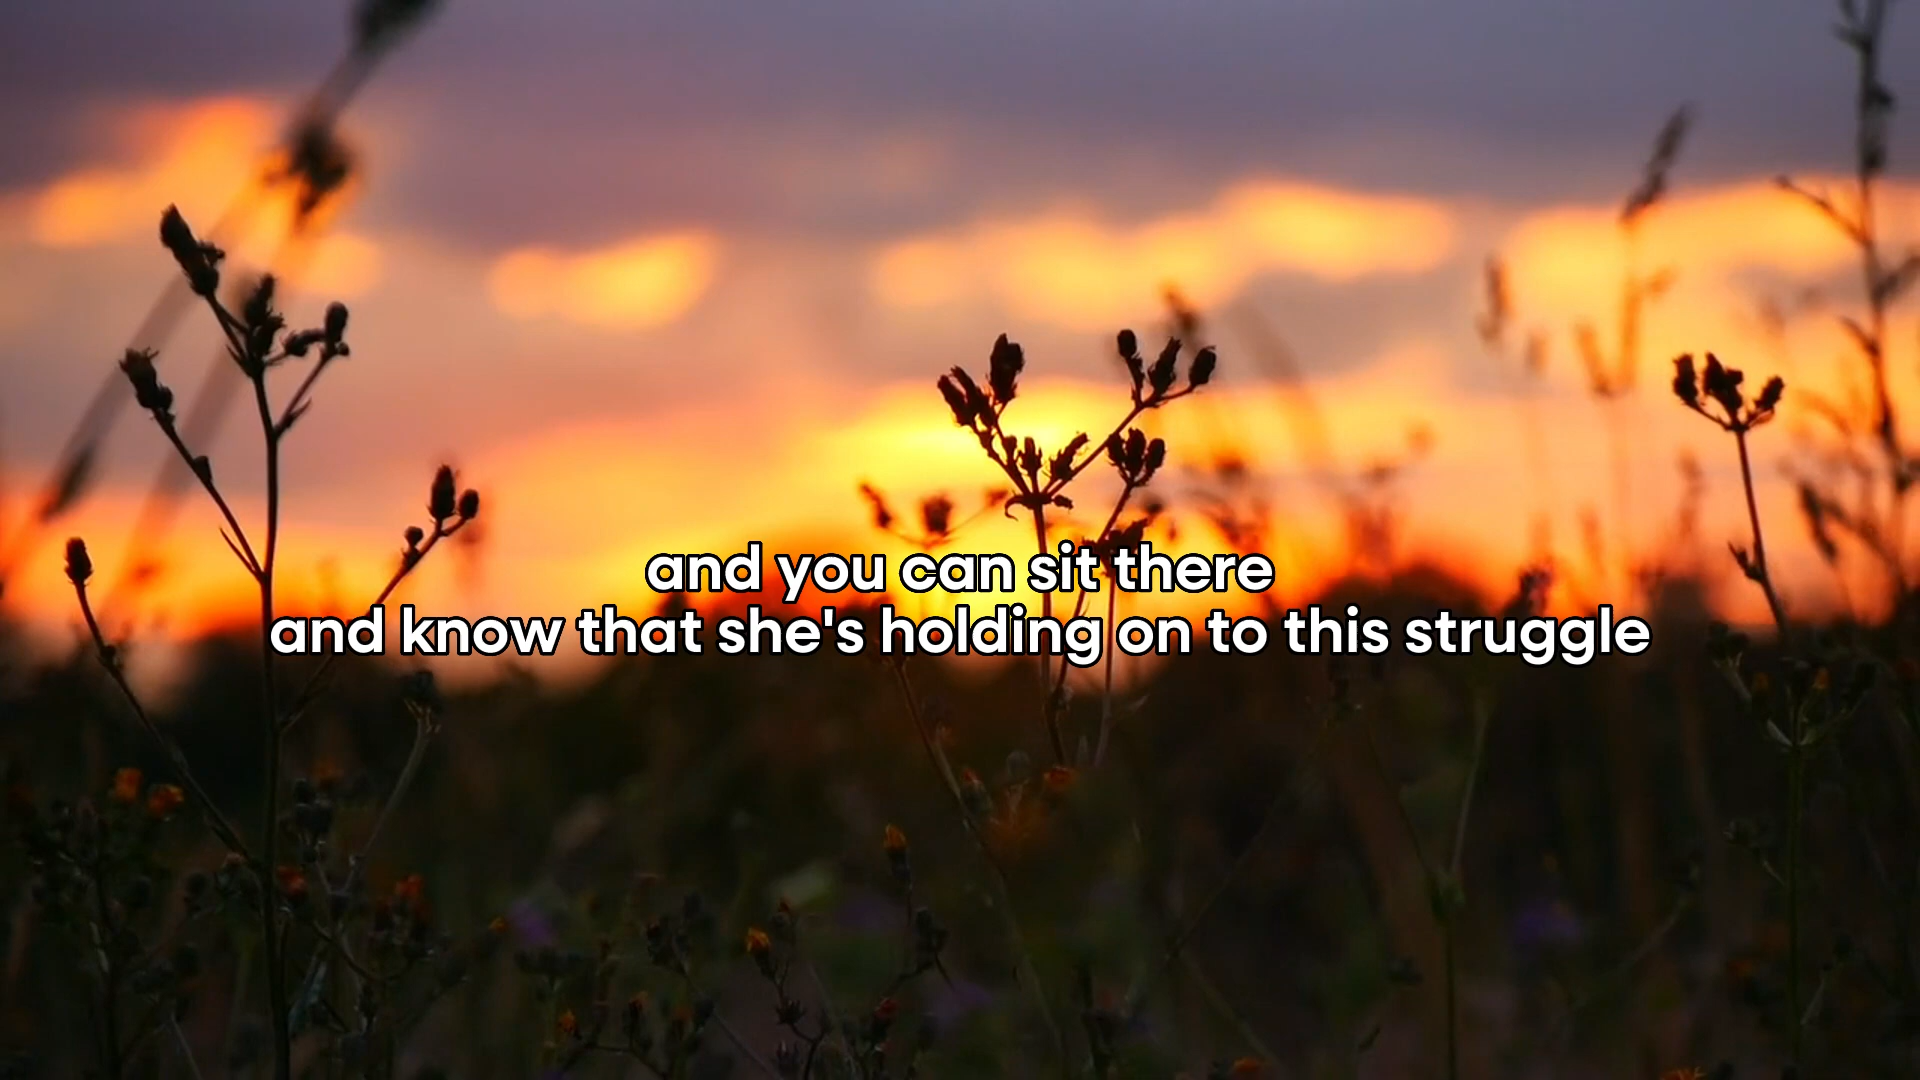 and you can sit there
and know that she's holding on to this struggle